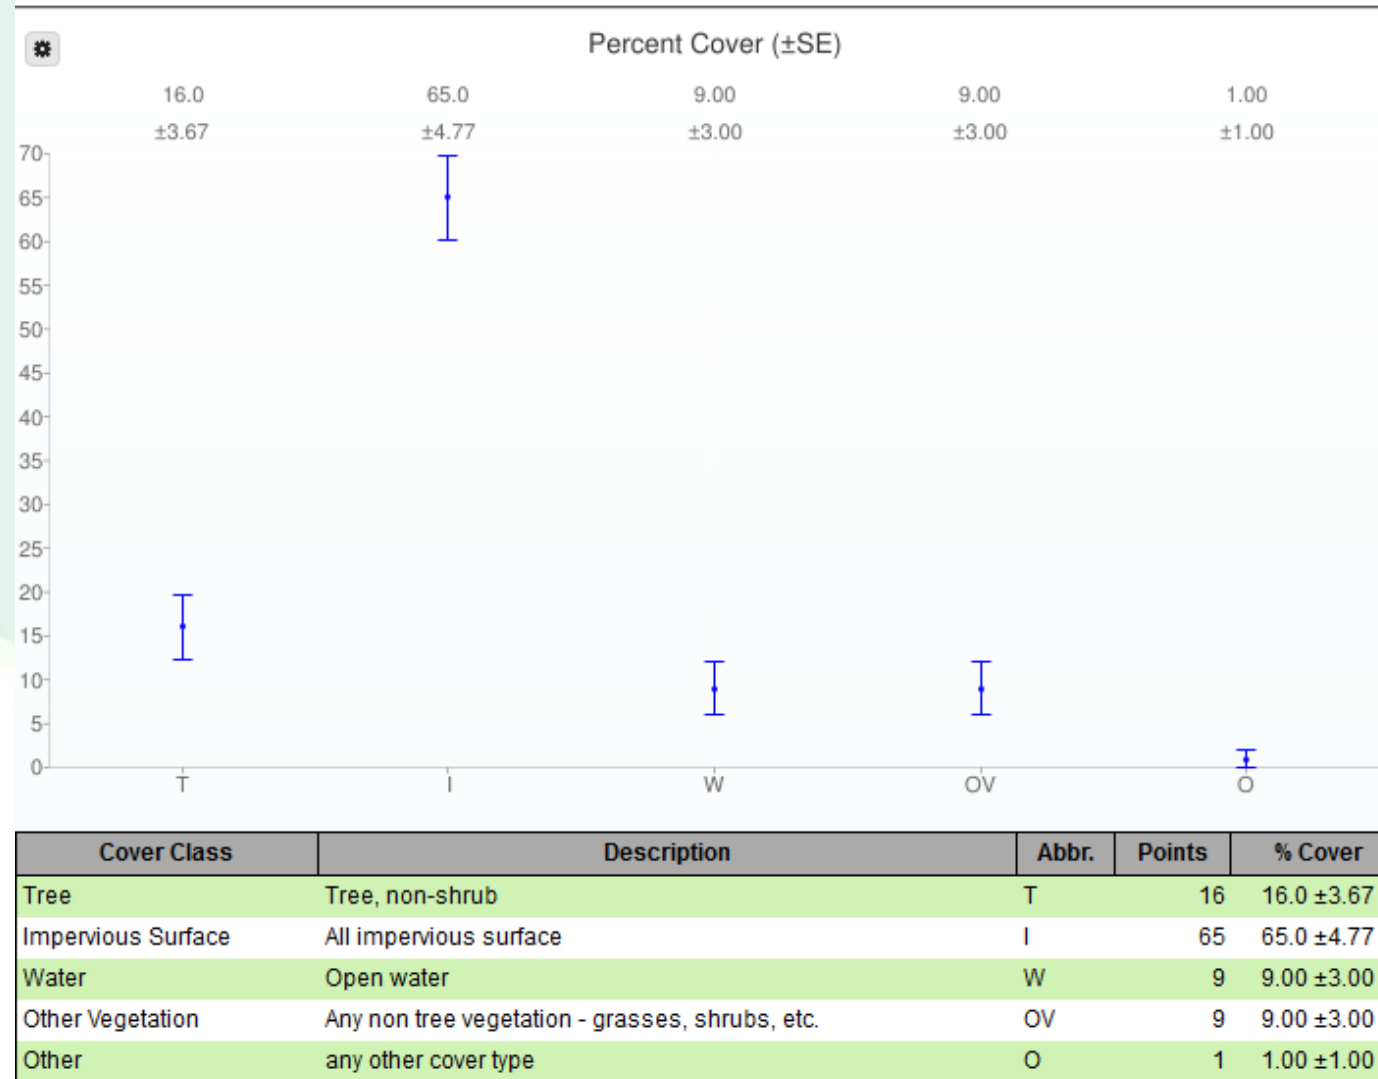 Percent Cover (±SE)
16.0 65.0 9.00 9.00 1.00
±3.67 ±4.77 ±3.00 ±3.00 ±1.00
70
65
60
55
50
45
40
35
30
25
20
15
10
5
0
T I W OV O
Cover Class Description Abbr. Points % Cover
Tree Tree, non-shrub T 16 16.0 ±3.67
Impervious Surface All impervious surface I 65 65.0 ±4.77
Water Open water W 9 9.00 ±3.00
Other Vegetation Any non tree vegetation - grasses, shrubs, etc. OV 9 9.00 ±3.00
Other any other cover type O 1 1.00 ±1.00